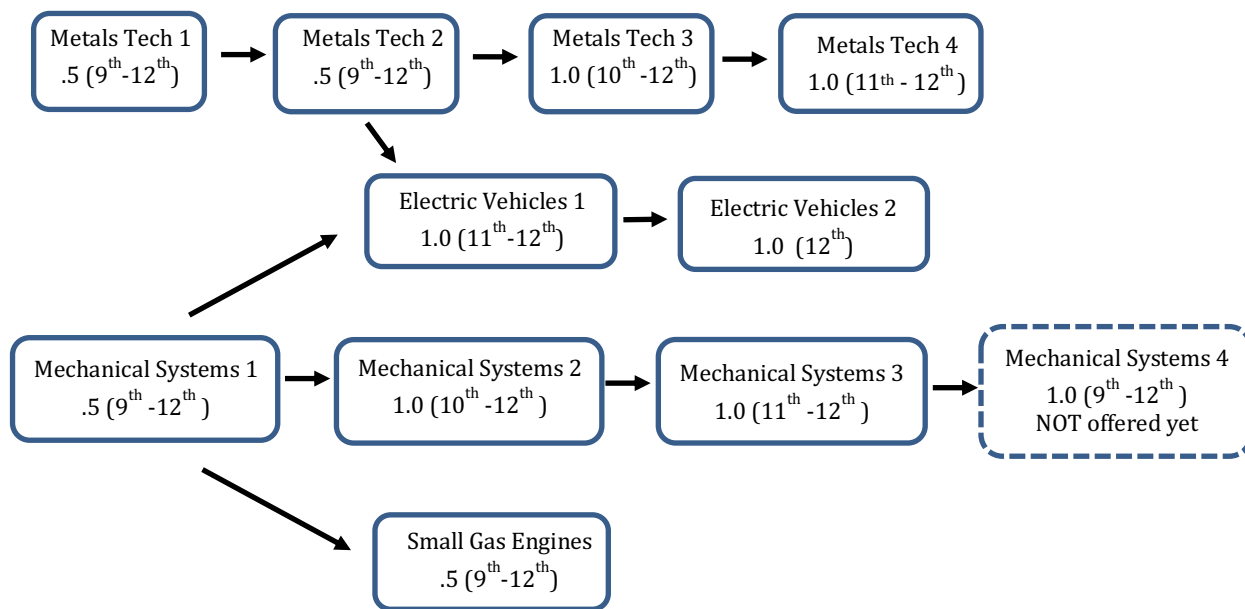 Metals Tech 1
.5 (9th-12th)
Metals Tech 2
.5 (9th-12th)
Metals Tech 3
1.0 (10th-12th)
Metals Tech 4
1.0 (11th - 12th)
Electric Vehicles 1
1.0 (11th-12th)
Electric Vehicles 2
1.0 (12th)
Mechanical Systems 1
.5 (9th -12th)
Mechanical Systems 2
1.0 (10th -12th)
Mechanical Systems 3
1.0 (11th -12th)
Mechanical Systems 4
1.0 (9th -12th)
NOT offered yet
Small Gas Engines
.5 (9th-12th)